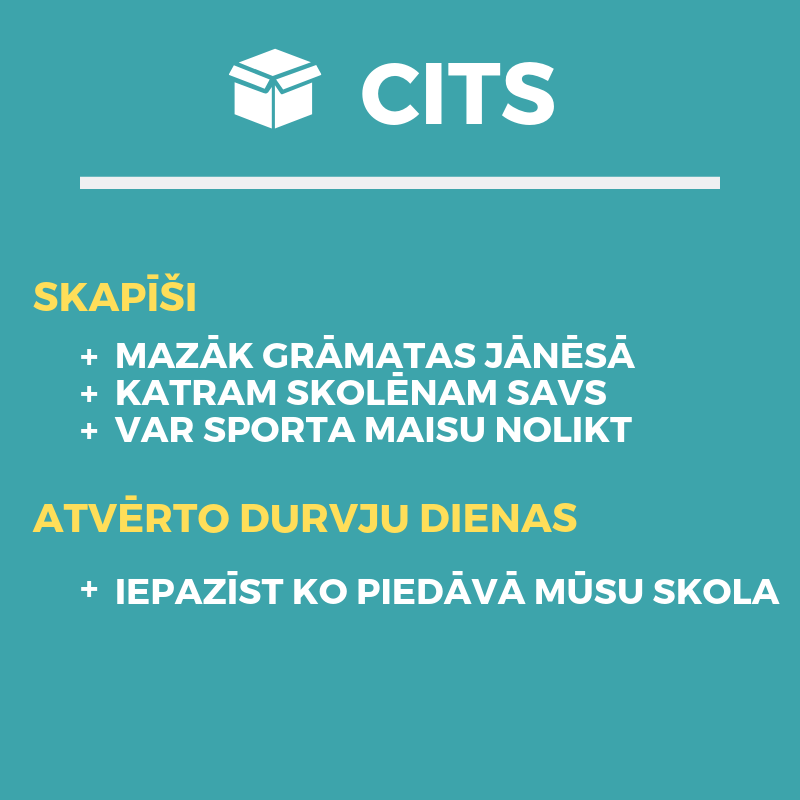 CITS
SKAPĪŠI
+ MAZĀK GRĀMATAS JĀNĒSĀ
+ KATRAM SKOLĒNAM SAVS
+ VAR SPORTA MAISU NOLIKT
ATVĒRTO DURVJU DIENAS
+ IEPAZĪST KO PIEDĀVĀ MŪSU SKOLA